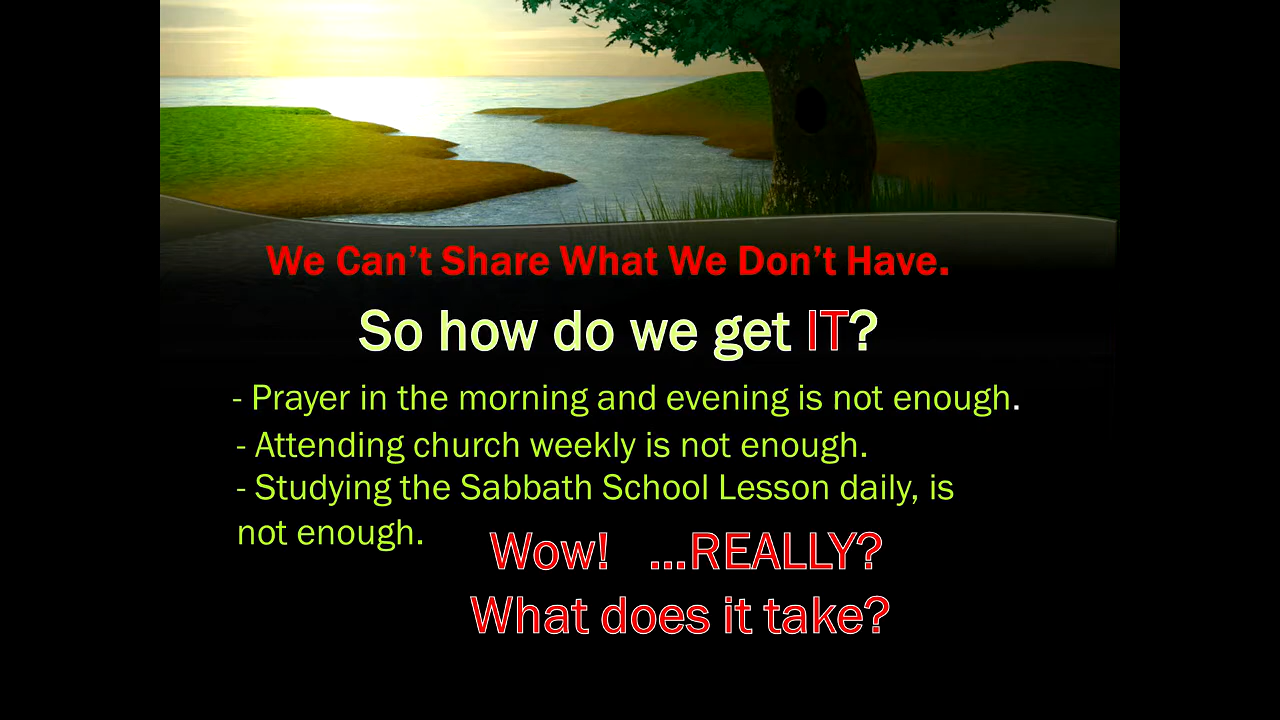 We Can’t Share What We Don’t Have.
So how do we get IT?
- Prayer in the morning and evening is not enough.
- Attending church weekly is not enough.
- Studying the Sabbath School Lesson daily, is
not enough.
Wow! ...REALLY?
What does it take?